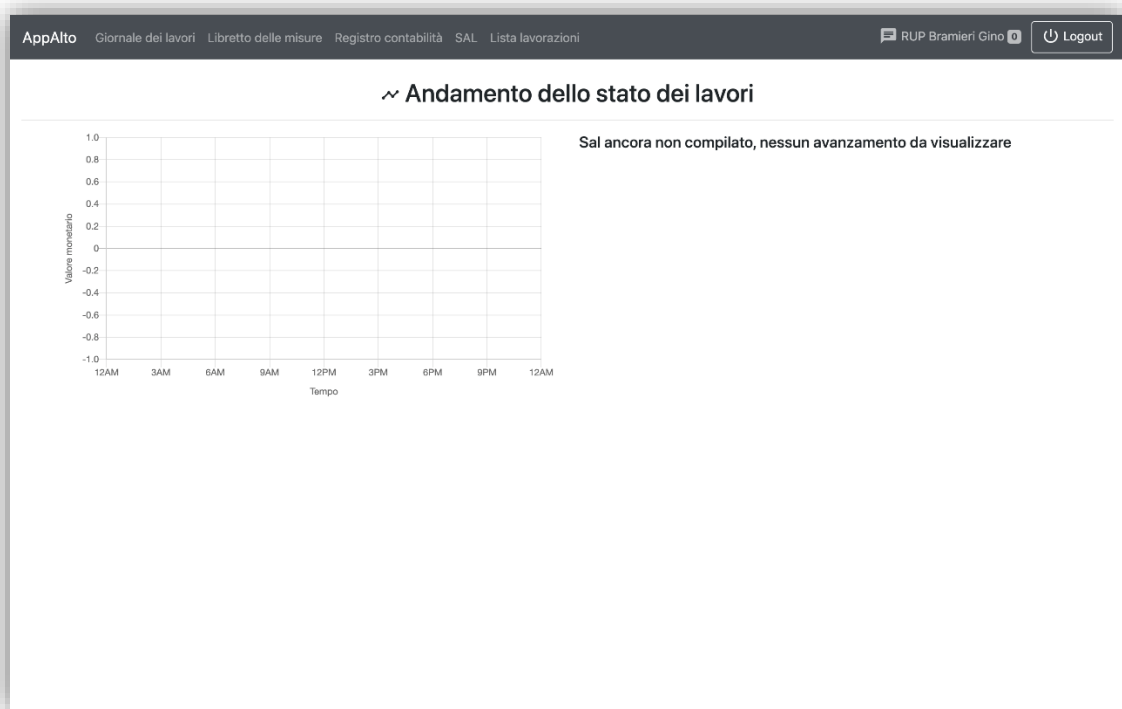 AppAlto Giornale dei lavori Libretto delle misure Registro contabilità SAL Lista lavorazioni RUP Bramieri Gino 0 Logout
Andamento dello stato dei lavori
Sal ancora non compilato, nessun avanzamento da visualizzare
Valore monetario
1.0
0.8
0.6
0.4
0.2
0
-0.2
-0.4
-0.6
-0.8
-1.0
12AM 3AM 6AM 9AM 12PM 3PM 6PM 9PM 12AM
Tempo